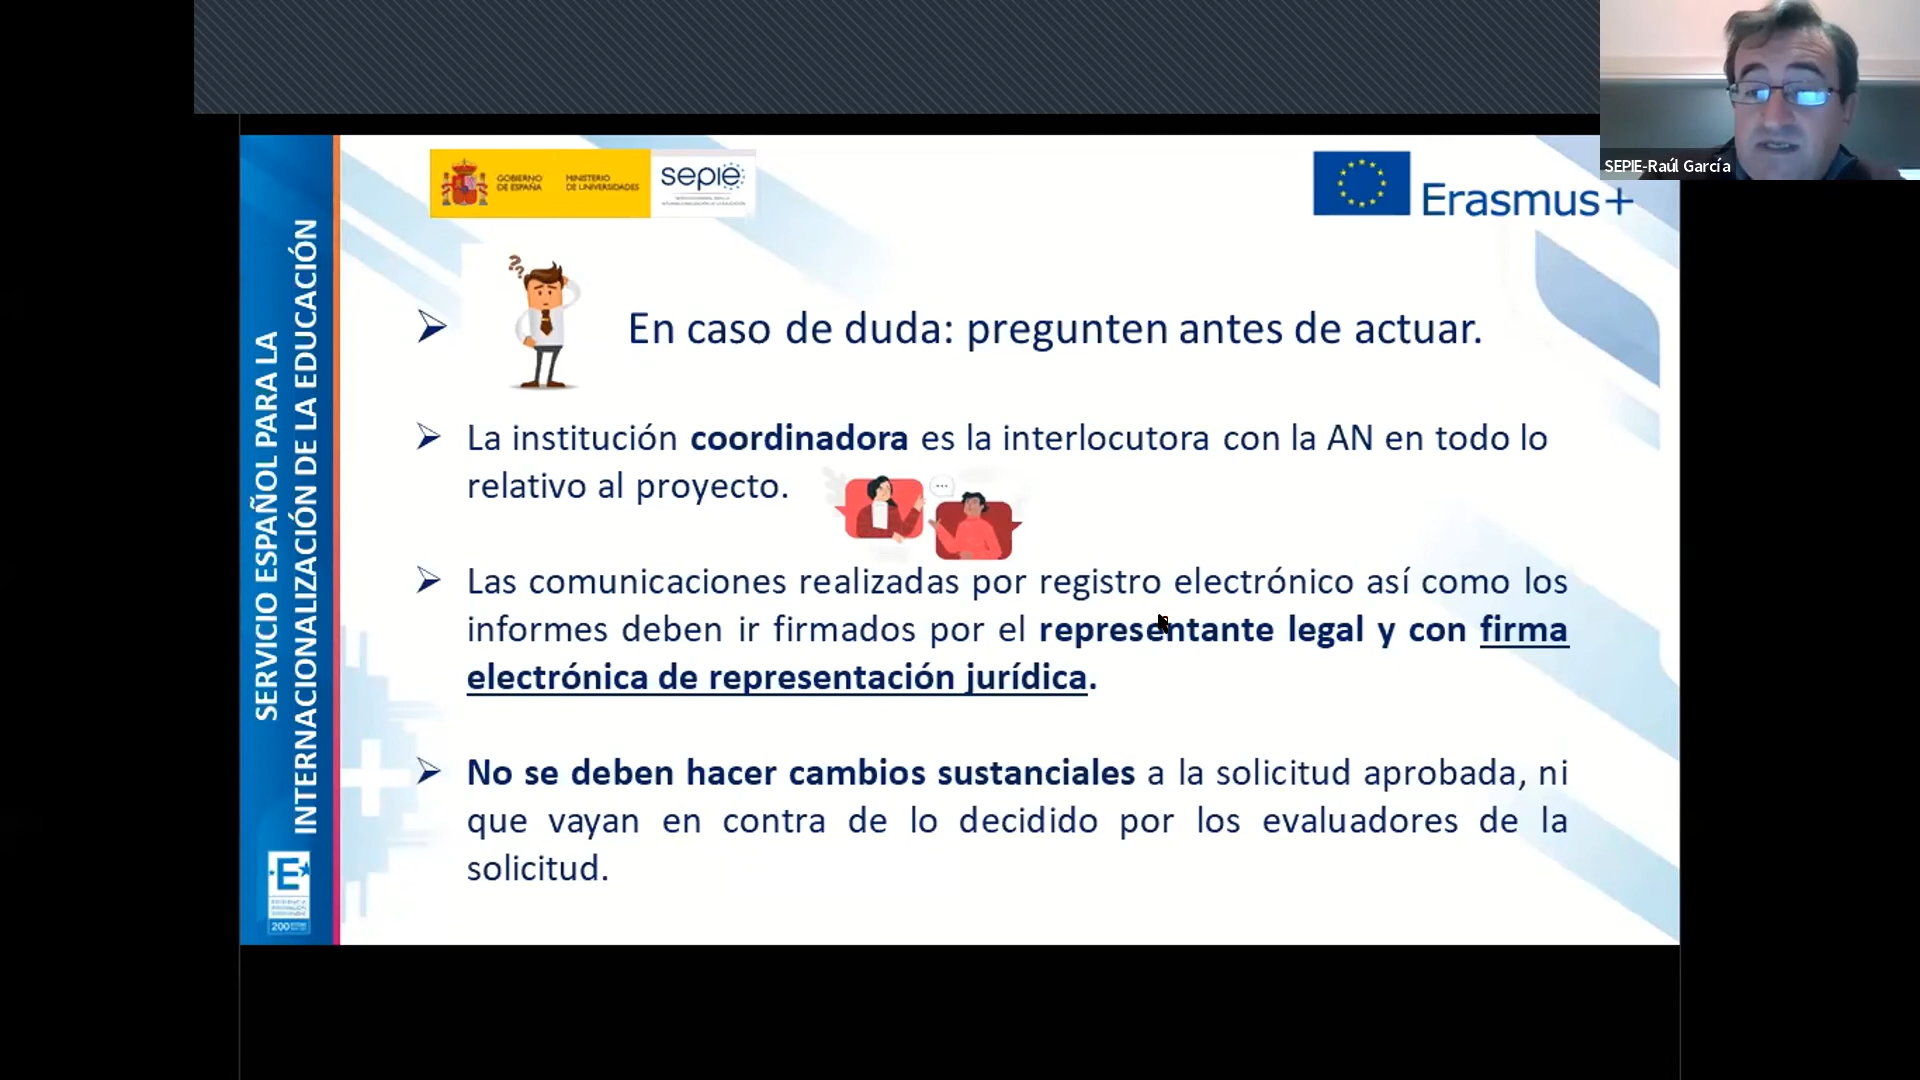 SEPIE-Raúl García
GOBIERNO
DE ESPAÑA
MINISTERIO
DE UNIVERSIDADES
sepie
Erasmus+
SERVICIO ESPAÑOL PARA LA
INTERNACIONALIZACIÓN DE LA EDUCACIÓN
??
En caso de duda: pregunten antes de actuar.
La institución coordinadora es la interlocutora con la AN en todo lo
relativo al proyecto.
Las comunicaciones realizadas por registro electrónico así como los
informes deben ir firmados por el representante legal y con firma
electrónica de representación jurídica.
No se deben hacer cambios sustanciales a la solicitud aprobada, ni
que vayan en contra de lo decidido por los evaluadores de la
solicitud.
E